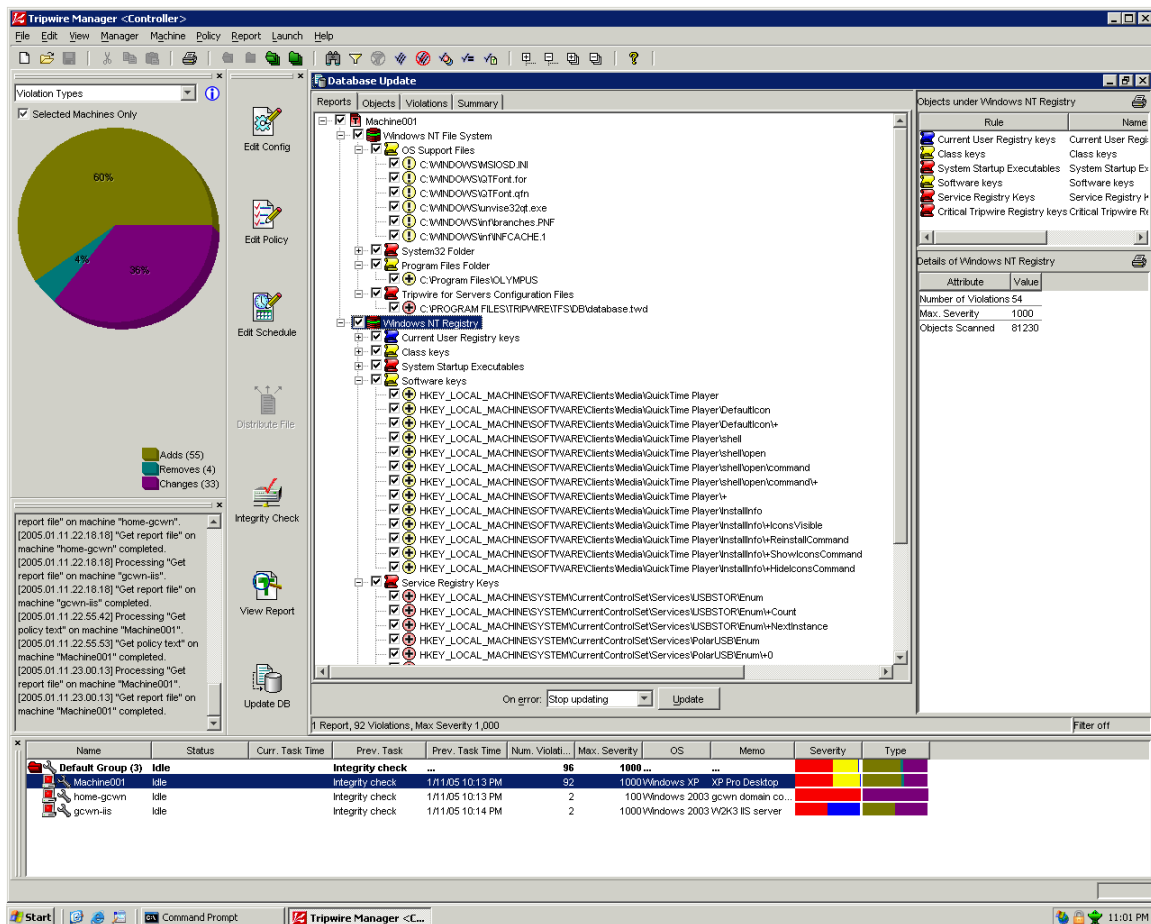 Tripwire Manager <Controller>
File Edit View Manager Machine Policy Report Launch Help
Violation Types
Selected Machines Only
60%
4%
36%
Adds (55)
Removes (4)
Changes (33)
report file" on machine "home-gcwn".
[2005.01.11.22.18.18] "Get report file" on
machine "home-gcwn" completed.
[2005.01.11.22.18.18] Processing "Get
report file" on machine "gcwn-iis".
[2005.01.11.22.18.18] "Get report file" on
machine "gcwn-iis" completed.
[2005.01.11.22.55.42] Processing "Get
policy text" on machine "Machine001".
[2005.01.11.22.55.53] "Get policy text" on
machine "Machine001" completed.
[2005.01.11.23.00.13] Processing "Get
report file" on machine "Machine001".
[2005.01.11.23.00.13] "Get report file" on
machine "Machine001" completed.
Edit Config
Edit Policy
Edit Schedule
Distribute File
Integrity Check
View Report
Update DB
Database Update
Reports Objects Violations Summary
Machine001
Windows NT File System
OS Support Files
C:\WINDOWS\MSIOSD.INI
C:\WINDOWS\QTFont.for
C:\WINDOWS\QTFont.qfn
C:\WINDOWS\unvise32qt.exe
C:\WINDOWS\inf\branches.PNF
C:\WINDOWS\inf\INFCACHE.1
System32 Folder
Program Files Folder
C:\Program Files\OLYMPUS
Tripwire for Servers Configuration Files
C:\PROGRAM FILES\TRIPWIRE\TFS\DB\database.twd
Windows NT Registry
Current User Registry keys
Class keys
System Startup Executables
Software keys
HKEY_LOCAL_MACHINE\SOFTWARE\Clients\Media\QuickTime Player
HKEY_LOCAL_MACHINE\SOFTWARE\Clients\Media\QuickTime Player\DefaultIcon
HKEY_LOCAL_MACHINE\SOFTWARE\Clients\Media\QuickTime Player\DefaultIcon\+
HKEY_LOCAL_MACHINE\SOFTWARE\Clients\Media\QuickTime Player\shell
HKEY_LOCAL_MACHINE\SOFTWARE\Clients\Media\QuickTime Player\shell\open
HKEY_LOCAL_MACHINE\SOFTWARE\Clients\Media\QuickTime Player\shell\open\command
HKEY_LOCAL_MACHINE\SOFTWARE\Clients\Media\QuickTime Player\shell\open\command\+
HKEY_LOCAL_MACHINE\SOFTWARE\Clients\Media\QuickTime Player\+
HKEY_LOCAL_MACHINE\SOFTWARE\Clients\Media\QuickTime Player\InstallInfo
HKEY_LOCAL_MACHINE\SOFTWARE\Clients\Media\QuickTime Player\InstallInfo\+IconsVisible
HKEY_LOCAL_MACHINE\SOFTWARE\Clients\Media\QuickTime Player\InstallInfo\+ReinstallCommand
HKEY_LOCAL_MACHINE\SOFTWARE\Clients\Media\QuickTime Player\InstallInfo\+ShowIconsCommand
HKEY_LOCAL_MACHINE\SOFTWARE\Clients\Media\QuickTime Player\InstallInfo\+HideIconsCommand
Service Registry Keys
HKEY_LOCAL_MACHINE\SYSTEM\CurrentControlSet\Services\USBSTOR\Enum
HKEY_LOCAL_MACHINE\SYSTEM\CurrentControlSet\Services\USBSTOR\Enum\+Count
HKEY_LOCAL_MACHINE\SYSTEM\CurrentControlSet\Services\USBSTOR\Enum\+NextInstance
HKEY_LOCAL_MACHINE\SYSTEM\CurrentControlSet\Services\PolarUSB\Enum
HKEY_LOCAL_MACHINE\SYSTEM\CurrentControlSet\Services\PolarUSB\Enum\+0
On error: Stop updating Update
1 Report, 92 Violations, Max Severity 1,000
Filter off
Objects under Windows NT Registry
Rule Name
Current User Registry keys Current User Regi
Class keys Class keys
System Startup Executables System Startup Ex
Software keys Software keys
Service Registry Keys Service Registry K
Critical Tripwire Registry keys Critical Tripwire Re
Details of Windows NT Registry
Attribute Value
Number of Violations 54
Max. Severity 1000
Objects Scanned 81230
Name Status Curr. Task Time Prev. Task Prev. Task Time Num. Violati... Max. Severity OS Memo Severity Type
Default Group (3) Idle Integrity check ... 96 1000 ... ...
Machine001 Idle Integrity check 1/11/05 10:13 PM 92 1000 Windows XP XP Pro Desktop
home-gcwn Idle Integrity check 1/11/05 10:13 PM 2 100 Windows 2003 gcwn domain co...
gcwn-iis Idle Integrity check 1/11/05 10:14 PM 2 1000 Windows 2003 W2K3 IIS server
Start Command Prompt Tripwire Manager <C... 11:01 PM